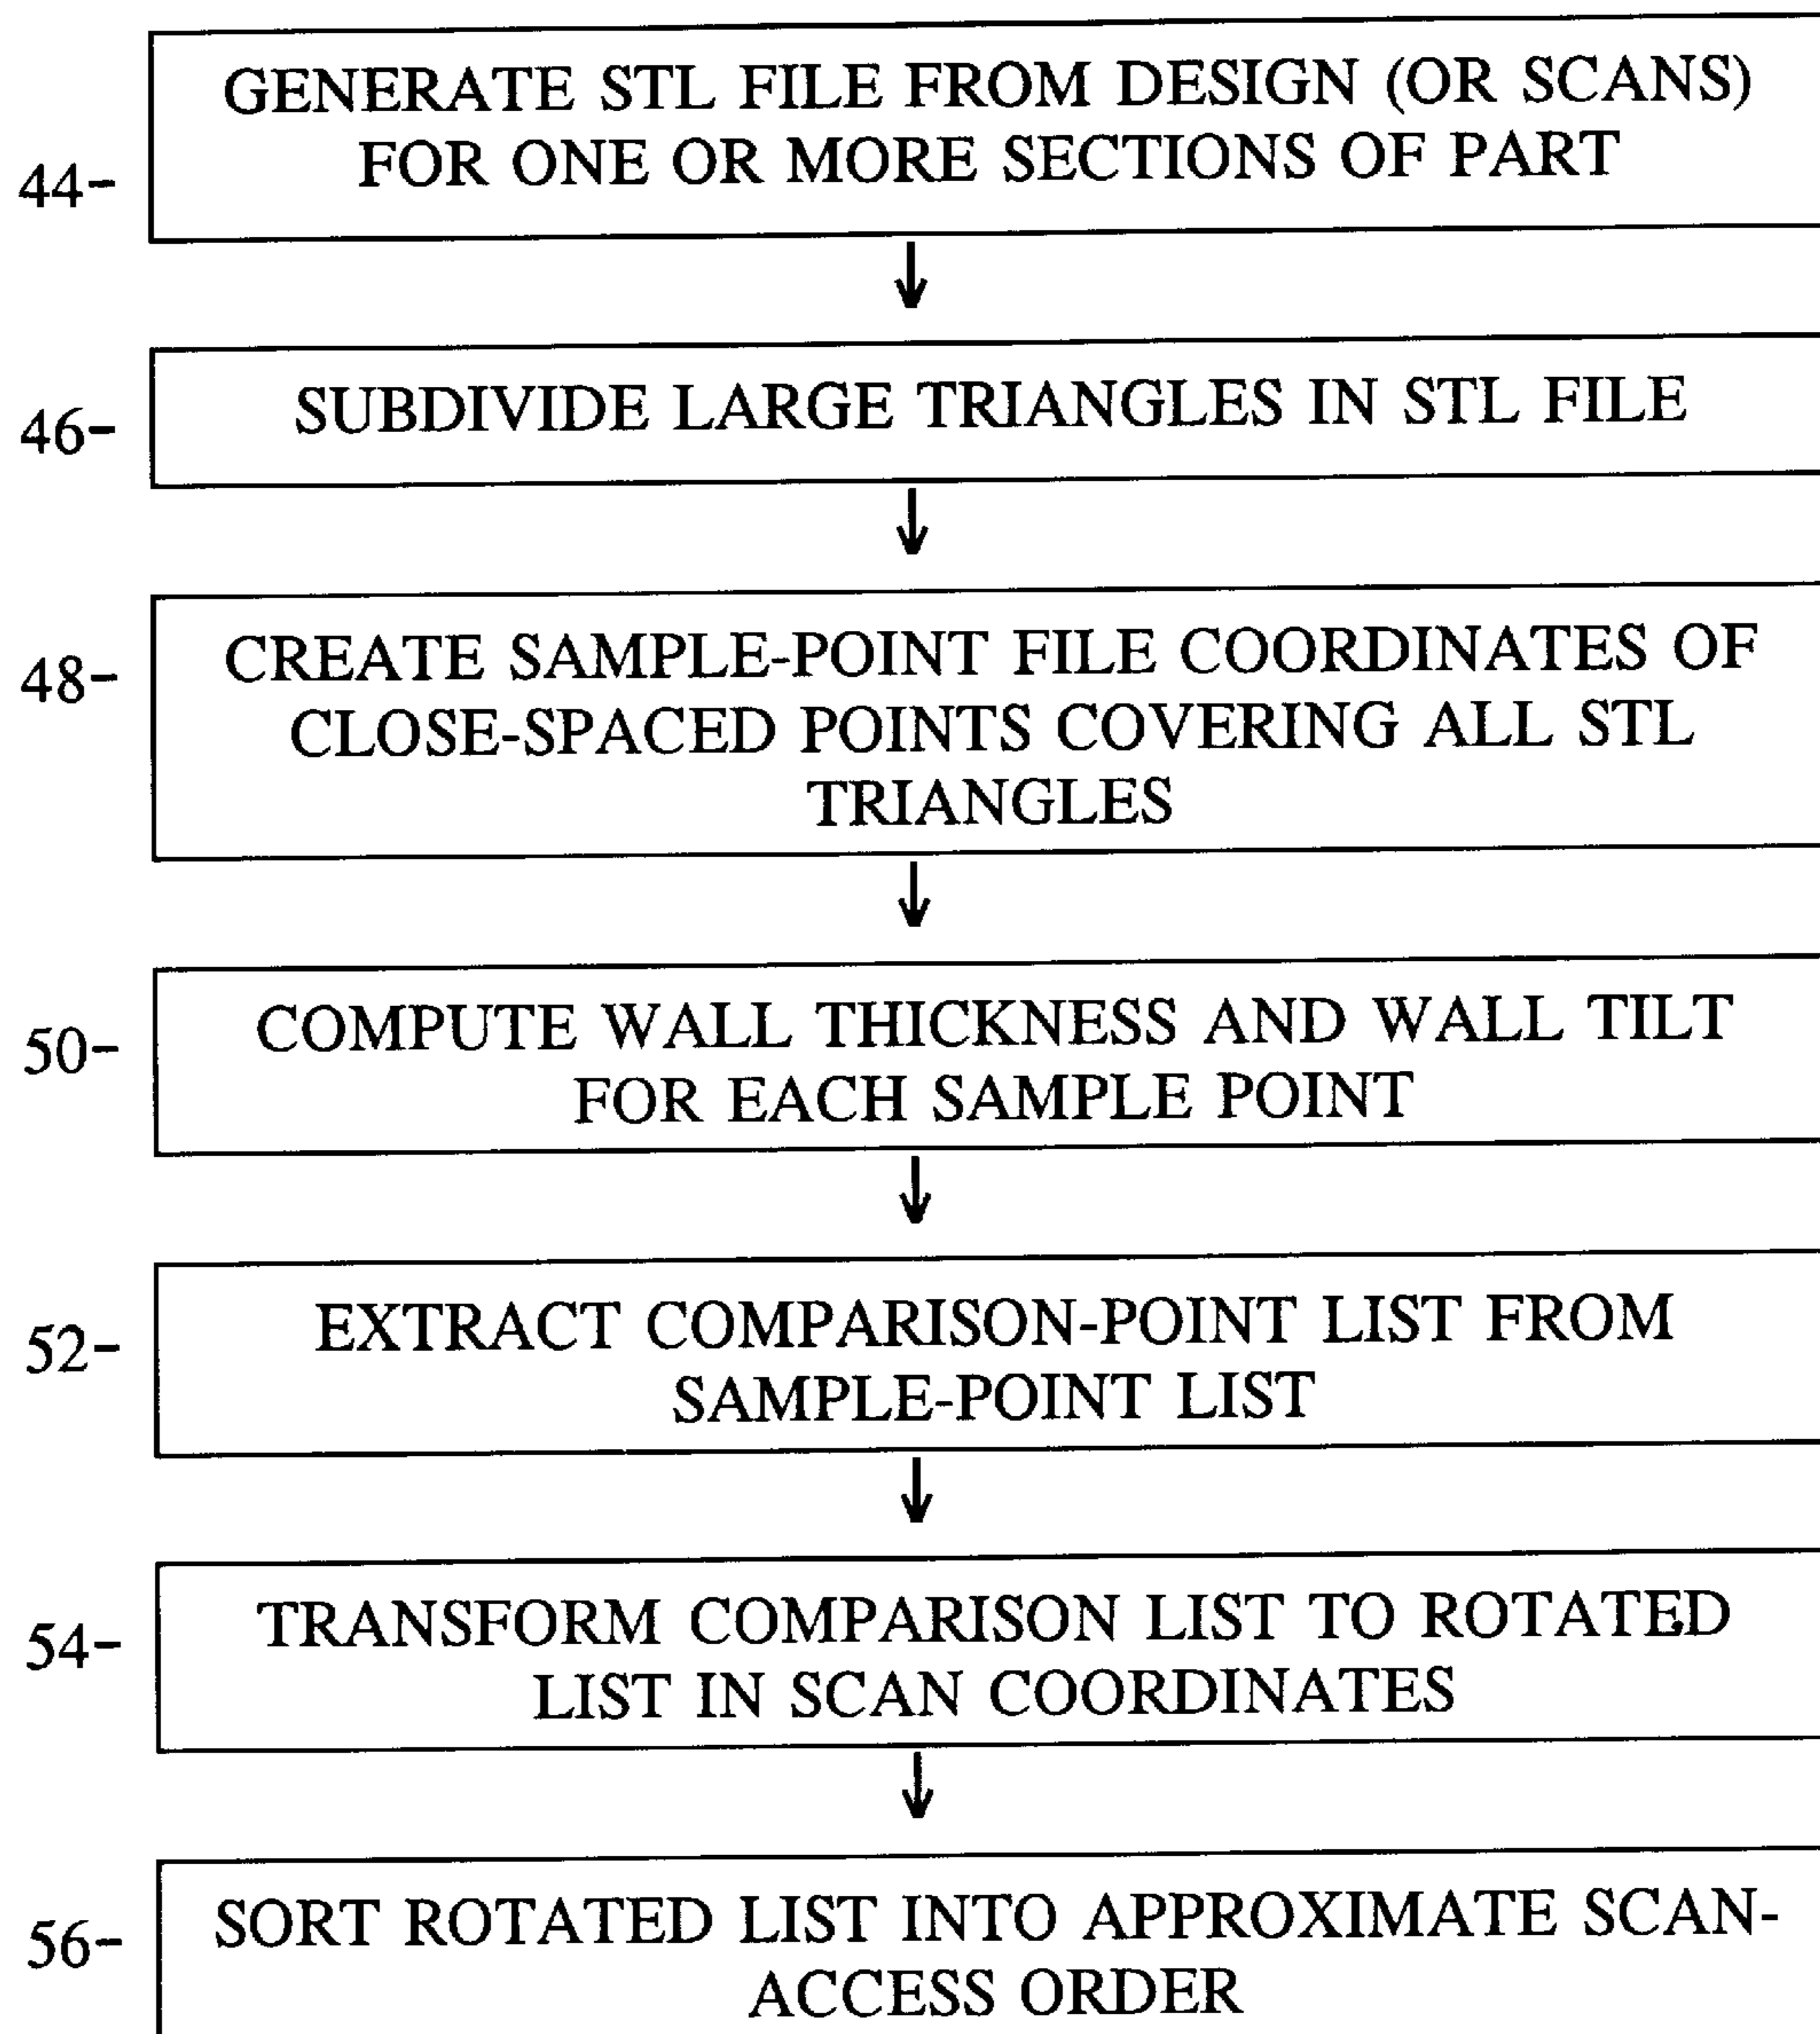 GENERATE STL FILE FROM DESIGN (OR SCANS)
FOR ONE OR MORE SECTIONS OF PART
44-
SUBDIVIDE LARGE TRIANGLES IN STL FILE
46-
CREATE SAMPLE-POINT FILE COORDINATES OF
48-
CLOSE-SPACED POINTS COVERING ALL STL
TRIANGLES
COMPUTE WALL THICKNESS AND WALL TILT
50-
FOR EACH SAMPLE POINT
EXTRACT COMPARISON-POINT LIST FROM
52-
SAMPLE-POINT LIST
TRANSFORM COMPARISON LIST TO ROTATED
54-
LIST IN SCAN COORDINATES
SORT ROTATED LIST INTO APPROXIMATE SCAN-
56-
ACCESS ORDER